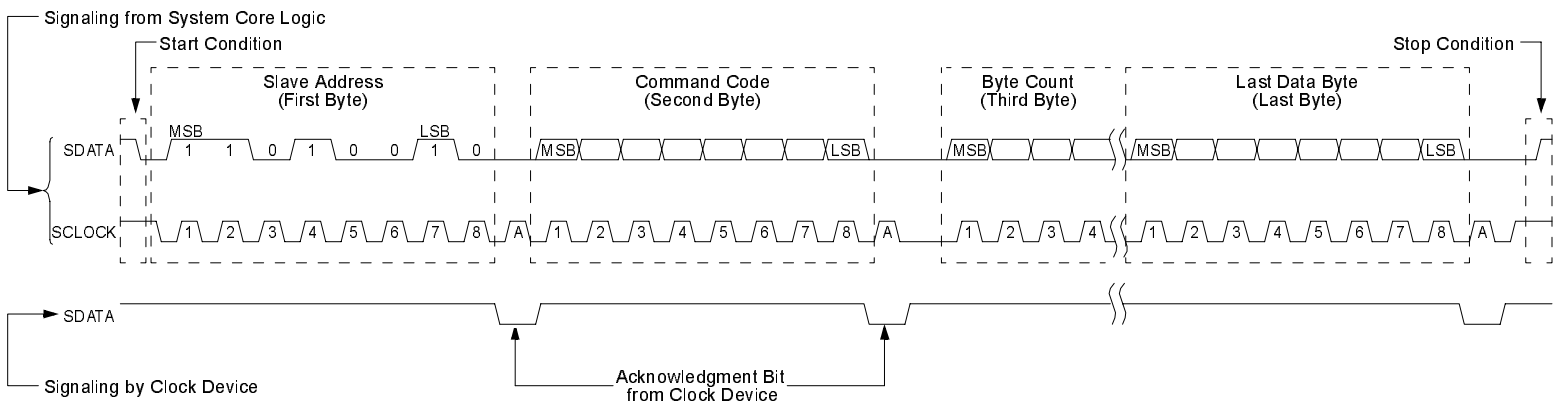 Signaling from System Core Logic
Start Condition
Stop Condition
Slave Address
(First Byte)
Command Code
(Second Byte)
Byte Count
(Third Byte)
Last Data Byte
(Last Byte)
MSB LSB
SDATA 1 1 0 1 0 0 1 0 MSB LSB MSB MSB LSB
SCLOCK 1 2 3 4 5 6 7 8 A 1 2 3 4 5 6 7 8 A 1 2 3 4 1 2 3 4 5 6 7 8 A
SDATA
Signaling by Clock Device
Acknowledgment Bit
from Clock Device